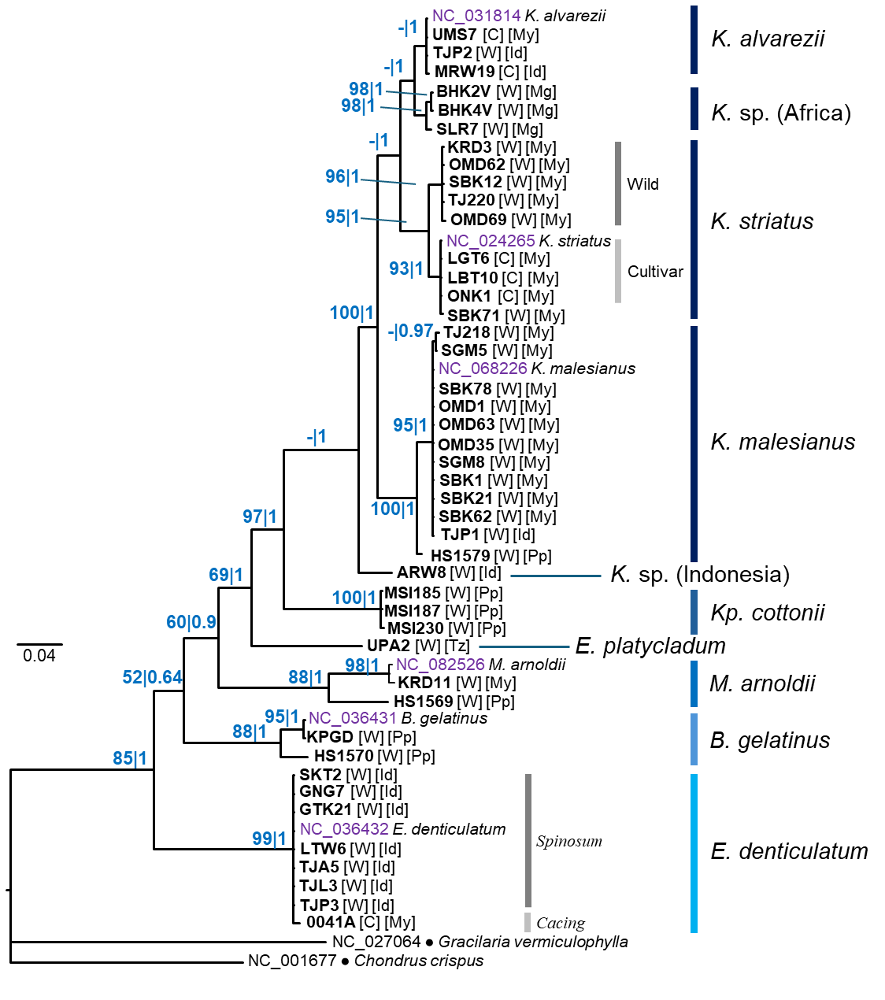 NC_031814 K. alvarezii
-|1
UMS7 [C] [My]
K. alvarezii
TJP2 [W] [Id]
-|1
MRW19 [C] [Id]
98|1
BHK2V [W] [Mg]
98|1
BHK4V [W] [Mg]
K. sp. (Africa)
SLR7 [W] [Mg]
-|1
KRD3 [W] [My]
OMD62 [W] [My]
96|1
SBK12 [W] [My]
Wild
TJ220 [W] [My]
95|1
OMD69 [W] [My]
K. striatus
NC_024265 K. striatus
LGT6 [C] [My]
93|1
LBT10 [C] [My]
Cultivar
ONK1 [C] [My]
100|1
SBK71 [W] [My]
-|0.97
TJ218 [W] [My]
SGM5 [W] [My]
NC_068226 K. malesianus
SBK78 [W] [My]
OMD1 [W] [My]
95|1
OMD63 [W] [My]
-|1
OMD35 [W] [My]
K. malesianus
SGM8 [W] [My]
SBK1 [W] [My]
SBK21 [W] [My]
100|1
SBK62 [W] [My]
97|1
TJP1 [W] [Id]
HS1579 [W] [Pp]
69|1
ARW8 [W] [Id]
K. sp. (Indonesia)
MSI185 [W] [Pp]
100|1
MSI187 [W] [Pp]
Kp. cottonii
60|0.9
MSI230 [W] [Pp]
0.04
UPA2 [W] [Tz]
E. platycladum
98|1
NC_082526 M. arnoldii
52|0.64
88|1
KRD11 [W] [My]
M. arnoldii
HS1569 [W] [Pp]
95|1
NC_036431 B. gelatinus
88|1
KPGD [W] [Pp]
B. gelatinus
85|1
HS1570 [W] [Pp]
SKT2 [W] [Id]
GNG7 [W] [Id]
GTK21 [W] [Id]
NC_036432 E. denticulatum
99|1
Spinosum
LTW6 [W] [Id]
E. denticulatum
TJA5 [W] [Id]
TJL3 [W] [Id]
TJP3 [W] [Id]
0041A [C] [My]
Cacing
NC_027064 ● Gracilaria vermiculophylla
NC_001677 ● Chondrus crispus